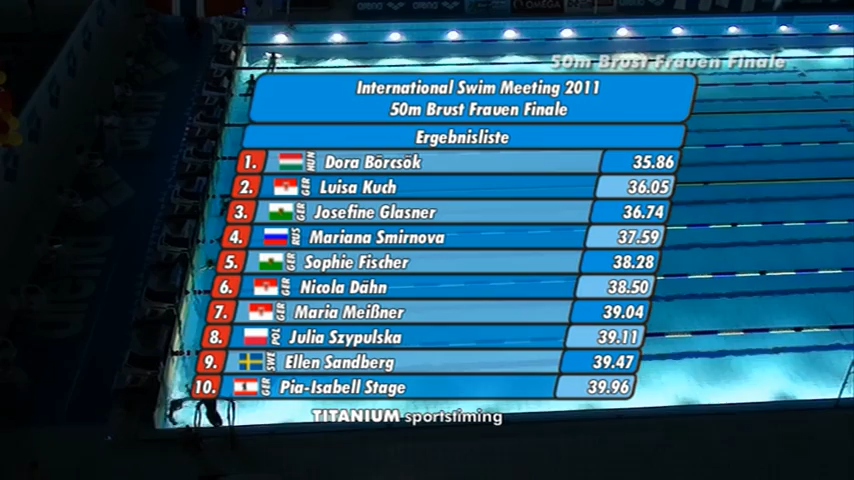 50m Brust Frauen Finale
International Swim Meeting 2011
50m Brust Frauen Finale
Ergebnisliste
1. HUN Dora Börcsök 35.86
2. GER Luisa Kuch 36.05
3. GER Josefine Glasner 36.74
4. RUS Mariana Smirnova 37.59
5. GER Sophie Fischer 38.28
6. GER Nicola Dähn 38.50
7. GER Maria Meißner 39.04
8. POL Julia Szypulska 39.11
9. SWE Ellen Sandberg 39.47
10. GER Pia-Isabell Stage 39.96
TITANIUM sportstiming